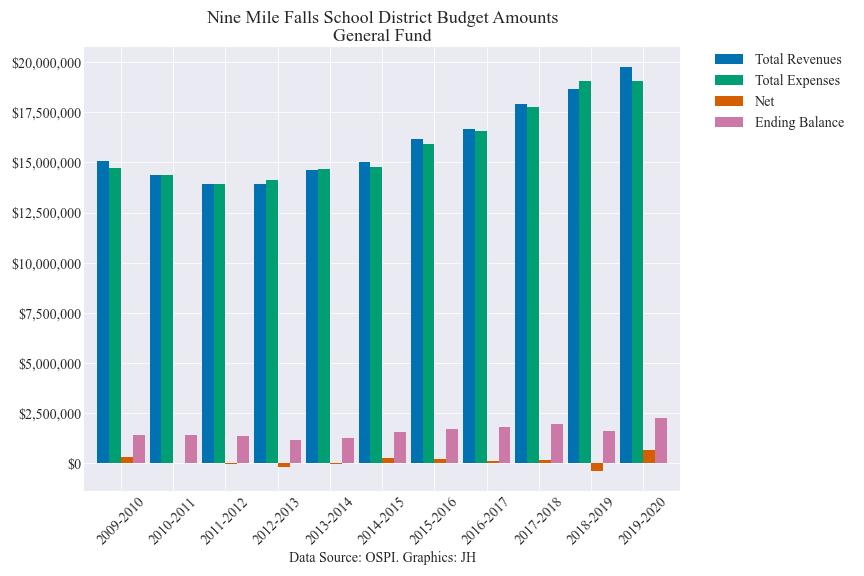 Nine Mile Falls School District Budget Amounts
General Fund
$20,000,000
$17,500,000
$15,000,000
$12,500,000
$10,000,000
$7,500,000
$5,000,000
$2,500,000
$0
Total Revenues
Total Expenses
Net
Ending Balance
2009-2010
2010-2011
2011-2012
2012-2013
2013-2014
2014-2015
2015-2016
2016-2017
2017-2018
2018-2019
2019-2020
Data Source: OSPI. Graphics: JH